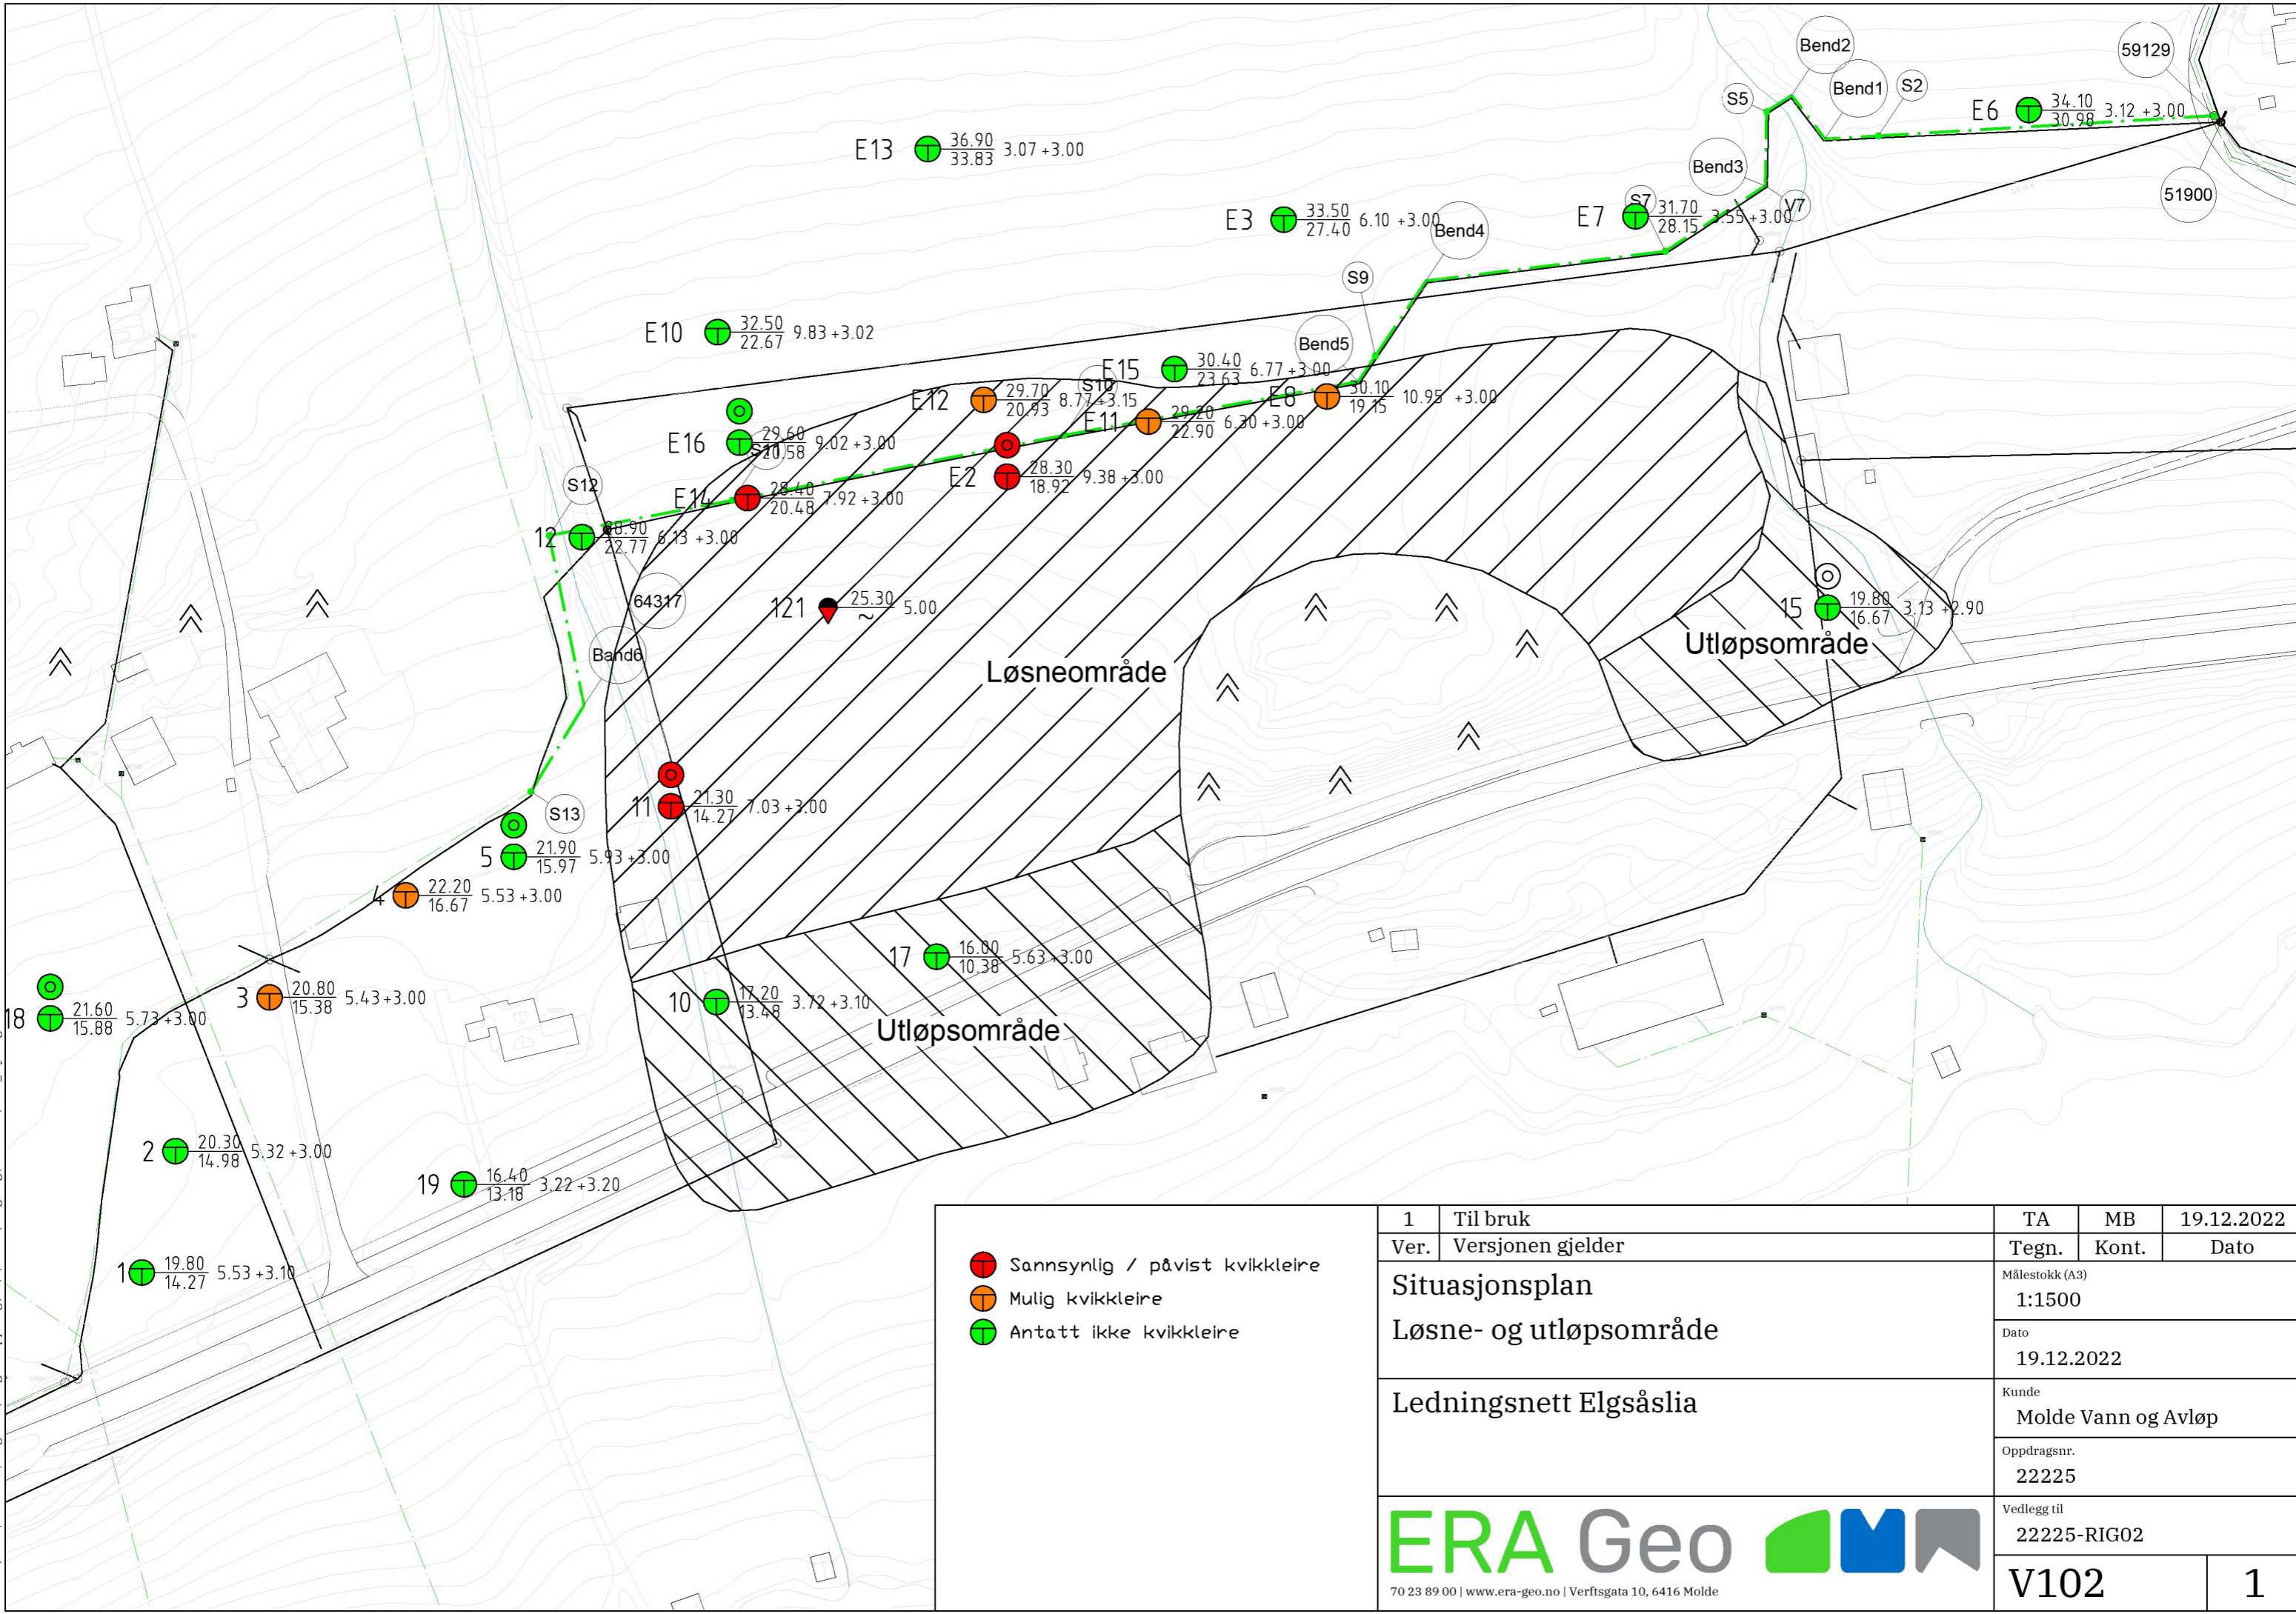 Bend2
59129
Bend1
S2
S5
E6 34.10 3.12 +3.00
30.98
E13 36.90 3.07 +3.00
33.83
Bend3
51900
S7
V7
E3 33.50 6.10 +3.00
27.40
E7 31.70 3.55 +3.00
28.15
Bend4
S9
E10 32.50 9.83 +3.02
22.67
Bend5
E15 30.40 6.77 +3.00
23.63
S10
E12 29.70 8.77 +3.15
20.93
E8 30.10 10.95 +3.00
19.15
E11 29.20 6.30 +3.00
22.90
E16 29.60 9.02 +3.00
20.58
S11
E2 28.30 9.38 +3.00
18.92
S12
E14 28.40 7.92 +3.00
20.48
12 28.90 6.13 +3.00
22.77
64317
121 25.30 5.00
~
15 19.80 3.13 +2.90
16.67
Utløpsområde
Band6
Løsneområde
11 21.30 7.03 +3.00
14.27
S13
5 21.90 5.93 +3.00
15.97
4 22.20 5.53 +3.00
16.67
17 16.00 5.63 +3.00
10.38
3 20.80 5.43 +3.00
15.38
10 17.20 3.72 +3.10
13.48
18 21.60 5.73 +3.00
15.88
Utløpsområde
2 20.30 5.32 +3.00
14.98
19 16.40 3.22 +3.20
13.18
1 19.80 5.53 +3.10
14.27
Sannsynlig / påvist kvikkleire
Mulig kvikkleire
Antatt ikke kvikkleire
1 Til bruk TA MB 19.12.2022
Ver. Versjonen gjelder Tegn. Kont. Dato
Situasjonsplan
Løsne- og utløpsområde
Målestokk (A3)
1:1500
Dato
19.12.2022
Ledningsnett Elgsåslia
Kunde
Molde Vann og Avløp
Oppdragsnr.
22225
ERA Geo
70 23 89 00 | www.era-geo.no | Verftsgata 10, 6416 Molde
Vedlegg til
22225-RIG02
V102 1